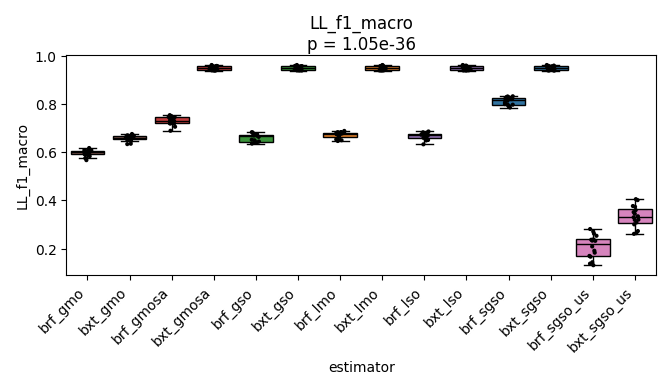 LL_f1_macro
p = 1.05e-36
LL_f1_macro
1.0
0.8
0.6
0.4
0.2
brf_gmo
bxt_gmo
brf_gmosa
bxt_gmosa
brf_gso
bxt_gso
brf_lmo
bxt_lmo
brf_lso
bxt_lso
brf_sgso
bxt_sgso
brf_sgso_us
bxt_sgso_us
estimator